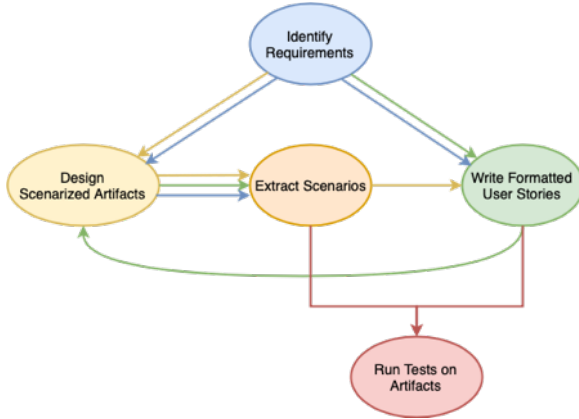 Identify
Requirements
Design
Scenarized Artifacts
Extract Scenarios
Write Formatted
User Stories
Run Tests on
Artifacts